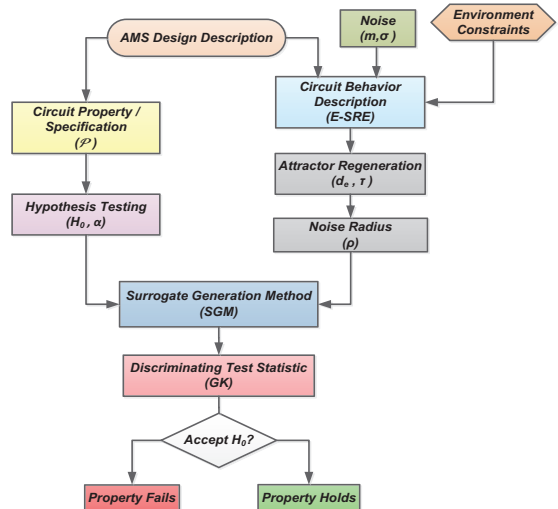 AMS Design Description
Noise
(m,σ)
Environment
Constraints
Circuit Property /
Specification
(𝒫)
Circuit Behavior
Description
(E-SRE)
Attractor Regeneration
(dₑ , τ )
Hypothesis Testing
(H₀ , α)
Noise Radius
(ρ)
Surrogate Generation Method
(SGM)
Discriminating Test Statistic
(GK)
Accept H₀?
Property Fails
Property Holds